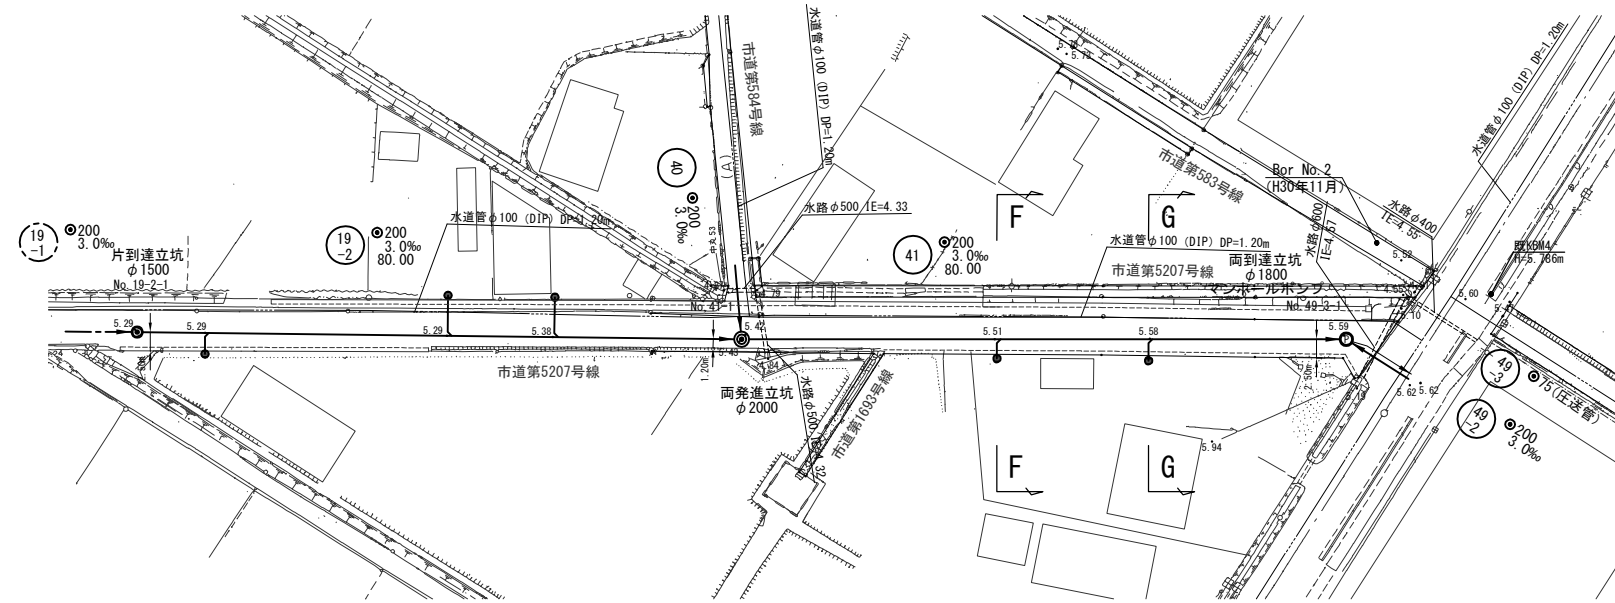 19
-1
200
3.0‰
片到達立坑
φ1500
No.19-2-1
19
-2
200
3.0‰
80.00
水道管φ100 (DIP) DP=1.20m
市道第584号線
水道管φ100 (DIP) DP=1.20m
(A)
40
200
3.0‰
水路φ500 IE=4.33
41
200
3.0‰
80.00
F
G
水道管φ100 (DIP) DP=1.20m
市道第5207号線
両到達立坑
φ1800
マンホールポンプ
No.49-3-1
水路φ600
IE=4.57
市道第583号線
Bor No.2
(H30年11月)
水路φ400
IE=4.55
水道管φ100 (DIP) DP=1.20m
既KBM4
H=5.786m
5.52
5.60
5.29
5.29
5.29
5.38
5.51
5.58
5.59
5.10
1.20m
市道第5207号線
両発進立坑
φ2000
市道第1693号線
5.62
5.62
5.94
49
-3
75(圧送管)
49
-2
200
3.0‰
F
G